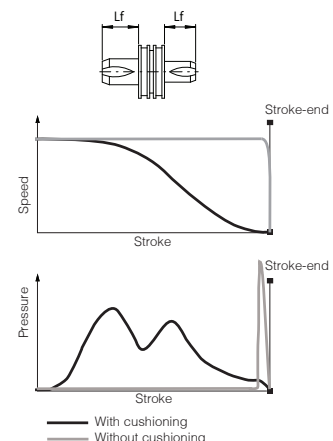 Lf Lf
Stroke-end
Speed
Stroke
Stroke-end
Pressure
Stroke
With cushioning
Without cushioning